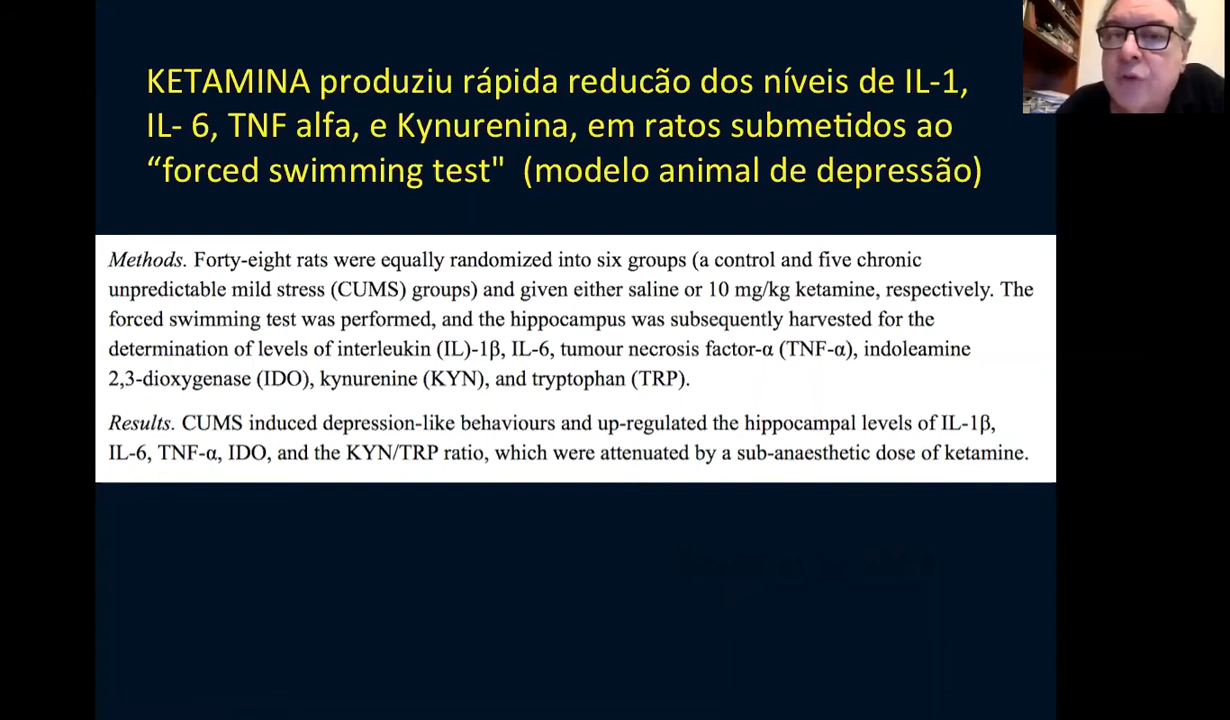 KETAMINA produziu rápida reducão dos níveis de IL-1,
IL- 6, TNF alfa, e Kynurenina, em ratos submetidos ao
“forced swimming test" (modelo animal de depressão)
Methods. Forty-eight rats were equally randomized into six groups (a control and five chronic
unpredictable mild stress (CUMS) groups) and given either saline or 10 mg/kg ketamine, respectively. The
forced swimming test was performed, and the hippocampus was subsequently harvested for the
determination of levels of interleukin (IL)-1β, IL-6, tumour necrosis factor-α (TNF-α), indoleamine
2,3-dioxygenase (IDO), kynurenine (KYN), and tryptophan (TRP).
Results. CUMS induced depression-like behaviours and up-regulated the hippocampal levels of IL-1β,
IL-6, TNF-α, IDO, and the KYN/TRP ratio, which were attenuated by a sub-anaesthetic dose of ketamine.